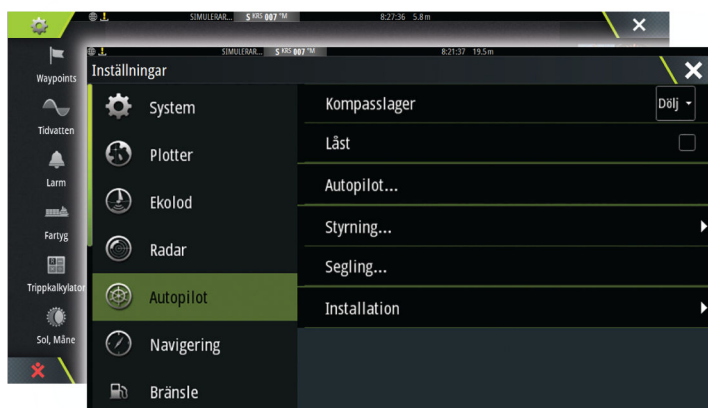 SIMULERAR... S KRS 007 °M 8:27:36 5.8 m
Waypoints
Tidvatten
Larm
Fartyg
Trippkalkylator
Sol, Måne
SIMULERAR... S KRS 007 °M 8:21:37 19.5 m
Inställningar
System
Plotter
Ekolod
Radar
Autopilot
Navigering
Bränsle
Kompasslager Dölj
Låst
Autopilot...
Styrning...
Segling...
Installation